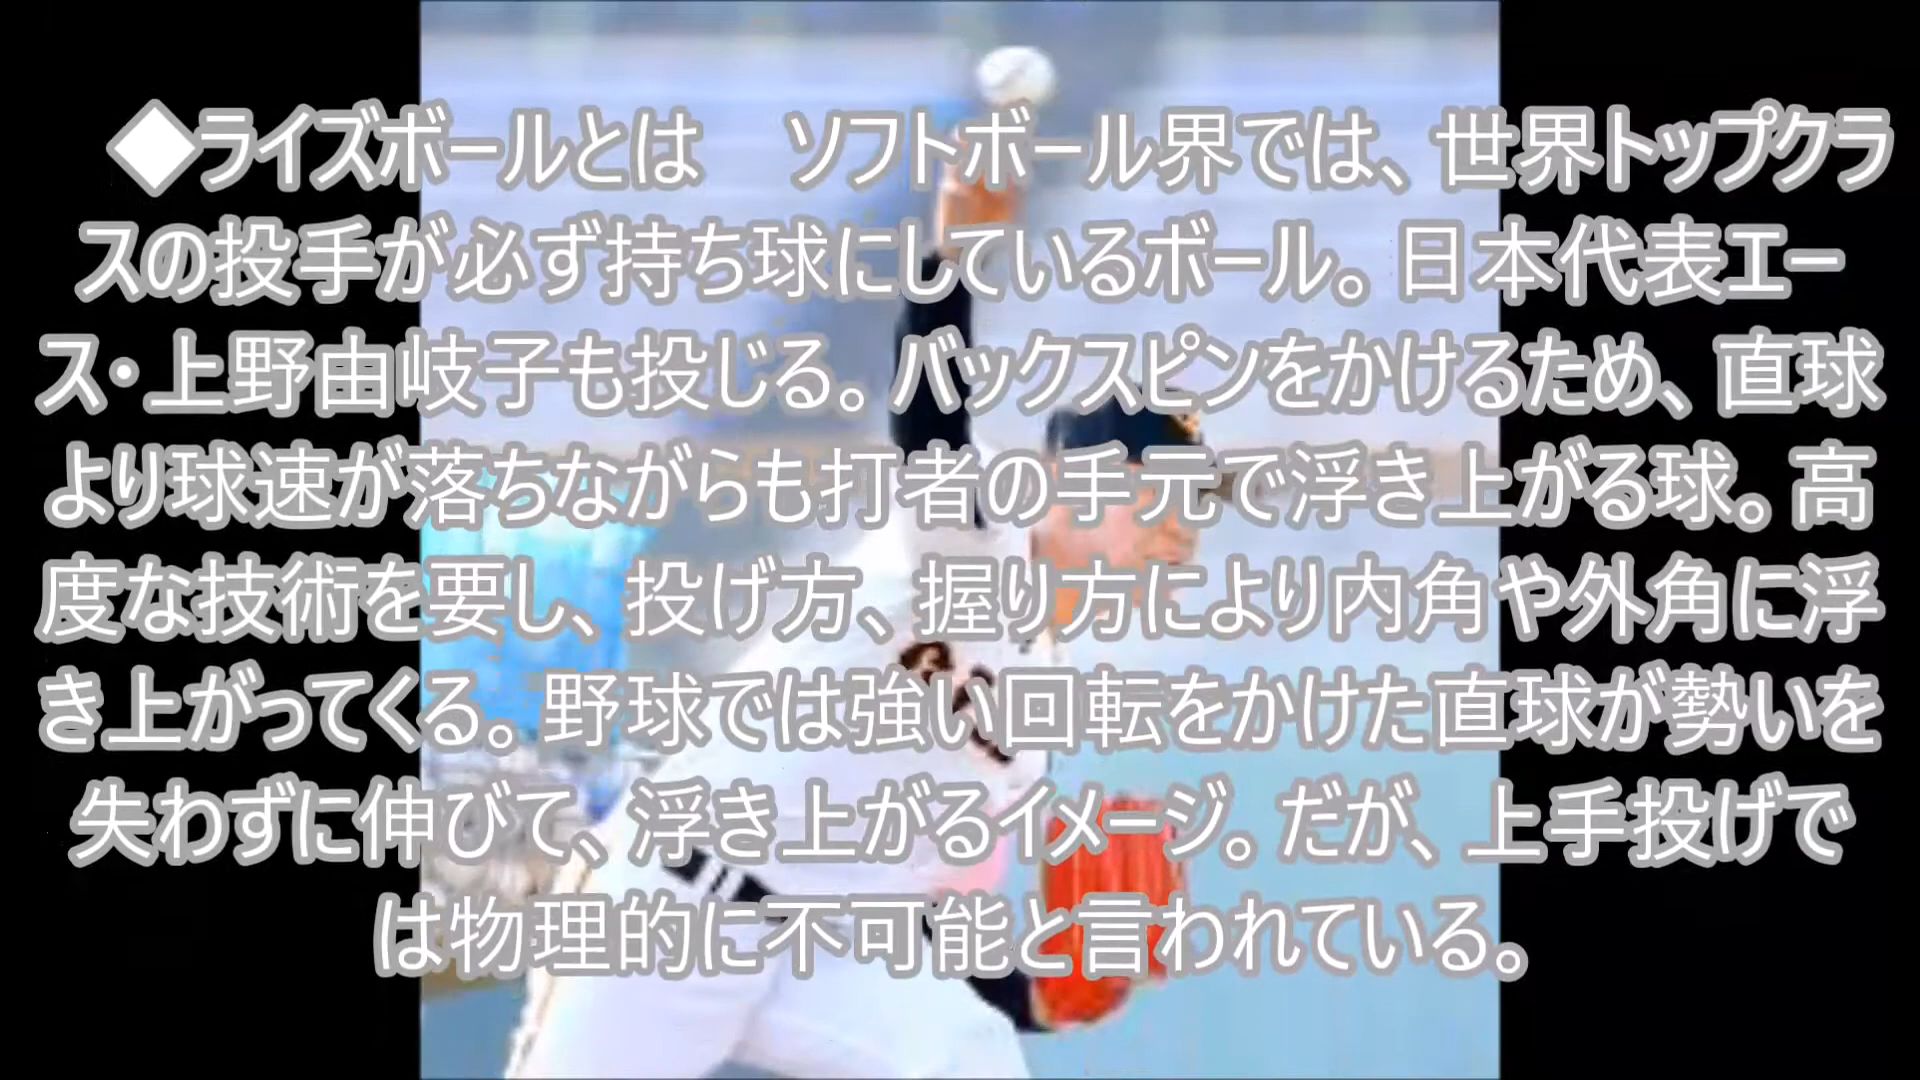 ◆ライズボールとは　ソフトボール界では、世界トップクラ
スの投手が必ず持ち球にしているボール。日本代表エー
ス・上野由岐子も投じる。バックスピンをかけるため、直球
より球速が落ちながらも打者の手元で浮き上がる球。高
度な技術を要し、投げ方、握り方により内角や外角に浮
き上がってくる。野球では強い回転をかけた直球が勢いを
失わずに伸びて、浮き上がるイメージ。だが、上手投げで
は物理的に不可能と言われている。